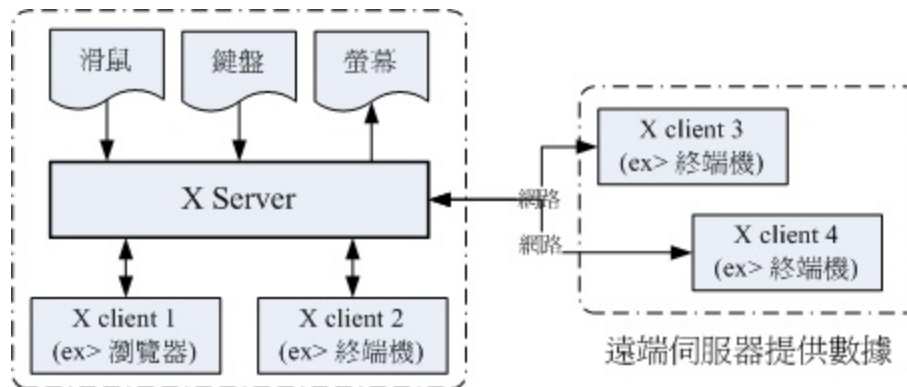 滑鼠
鍵盤
螢幕
X Server
X client 1
(ex> 瀏覽器)
X client 2
(ex> 終端機)
網路
網路
X client 3
(ex> 終端機)
X client 4
(ex> 終端機)
遠端伺服器提供數據